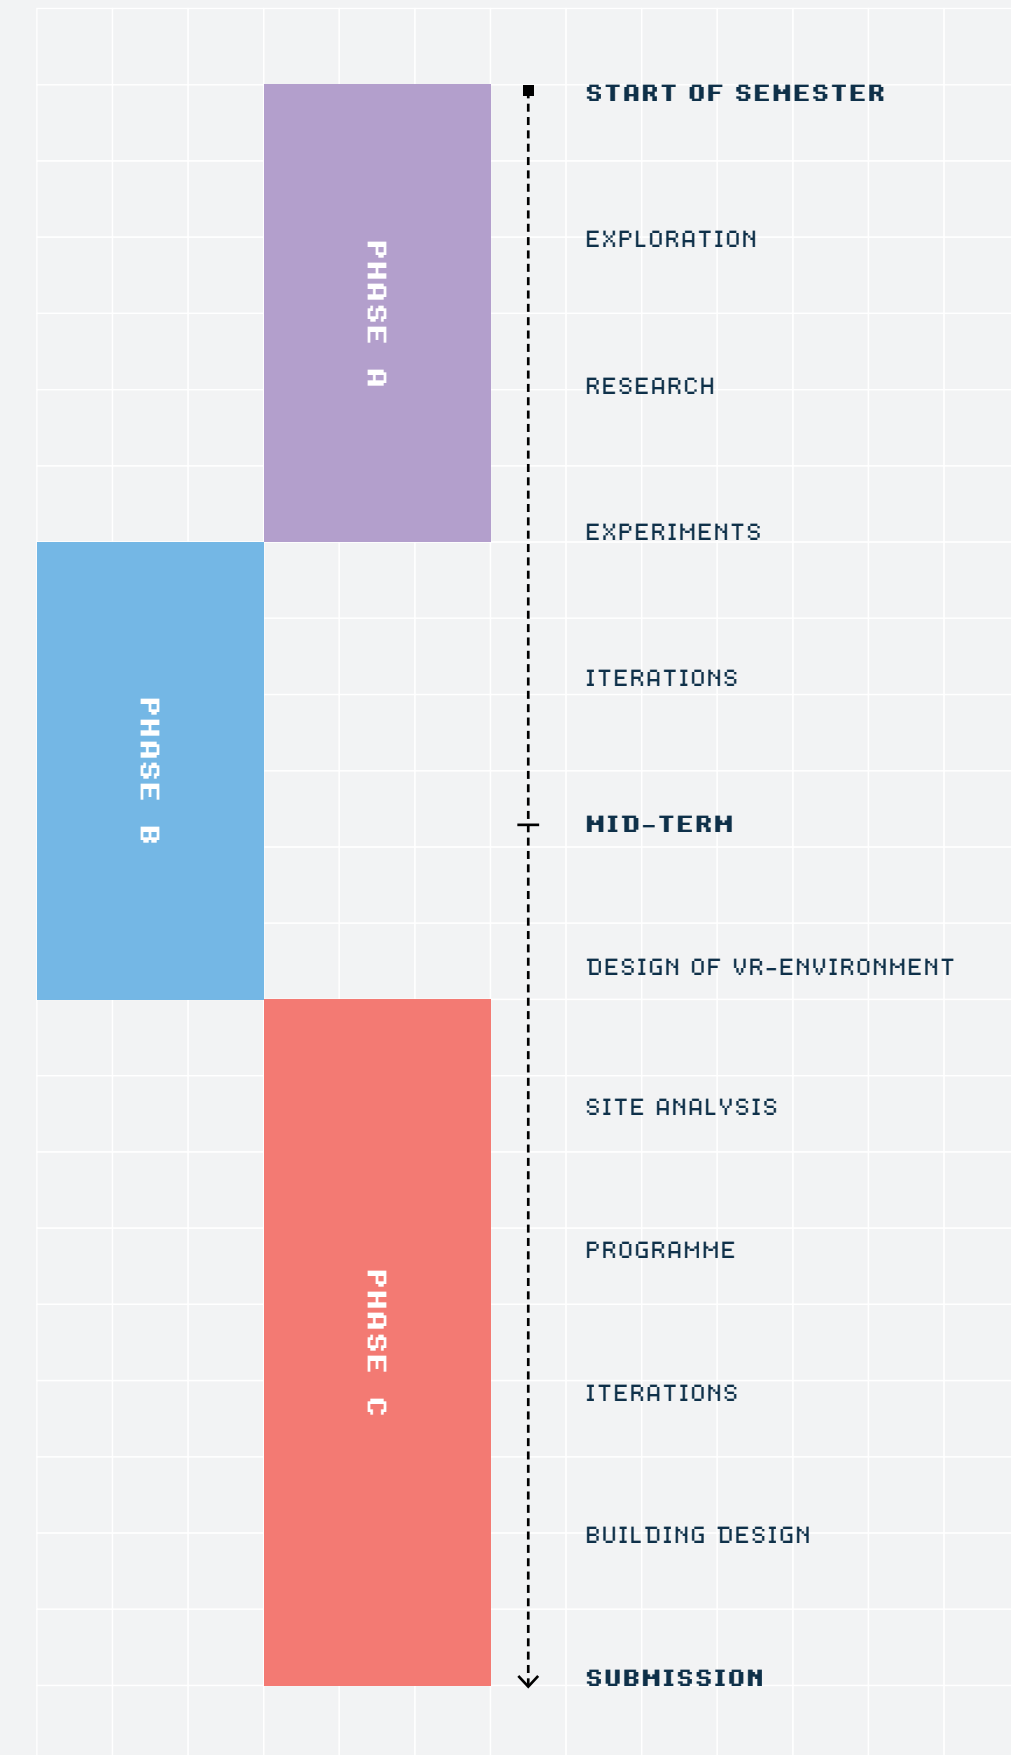 START OF SEMESTER
EXPLORATION
PHASE A
RESEARCH
EXPERIMENTS
ITERATIONS
PHASE B
MID-TERM
DESIGN OF VR-ENVIRONMENT
SITE ANALYSIS
PROGRAMME
PHASE C
ITERATIONS
BUILDING DESIGN
SUBMISSION